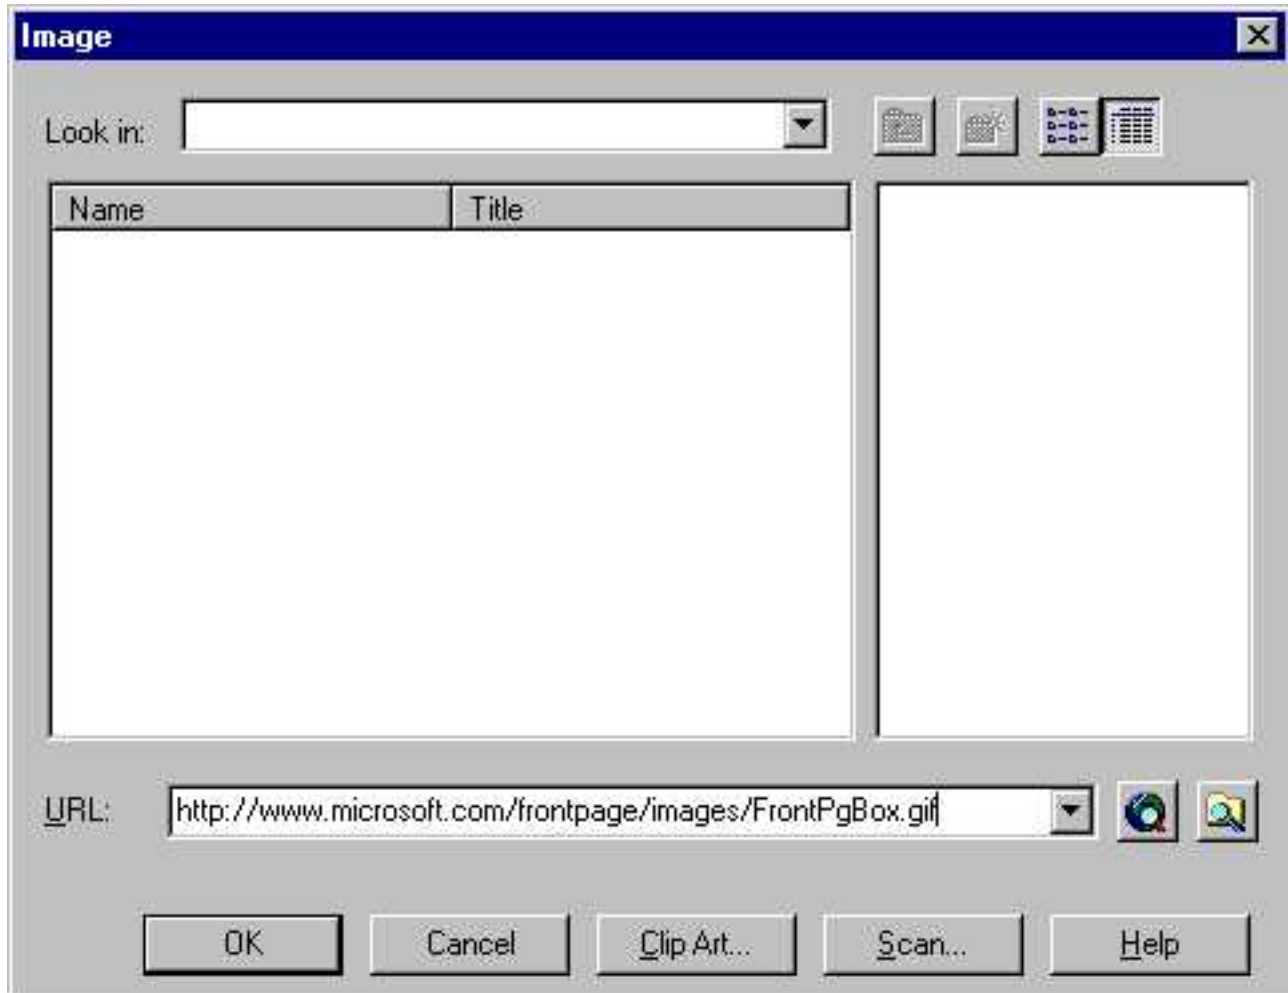 Image
Look in:
Name Title
URL: http://www.microsoft.com/frontpage/images/FrontPgBox.gif
OK Cancel Clip Art... Scan... Help